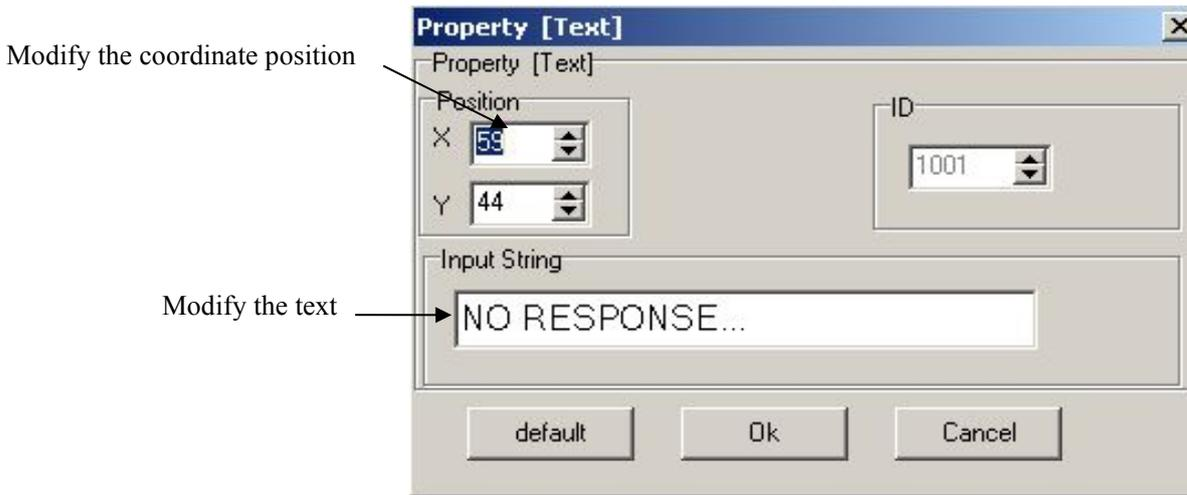 Property [Text]
Modify the coordinate position
Property [Text]
Position
ID
X 59
1001
Y 44
Input String
Modify the text
NO RESPONSE...
default Ok Cancel